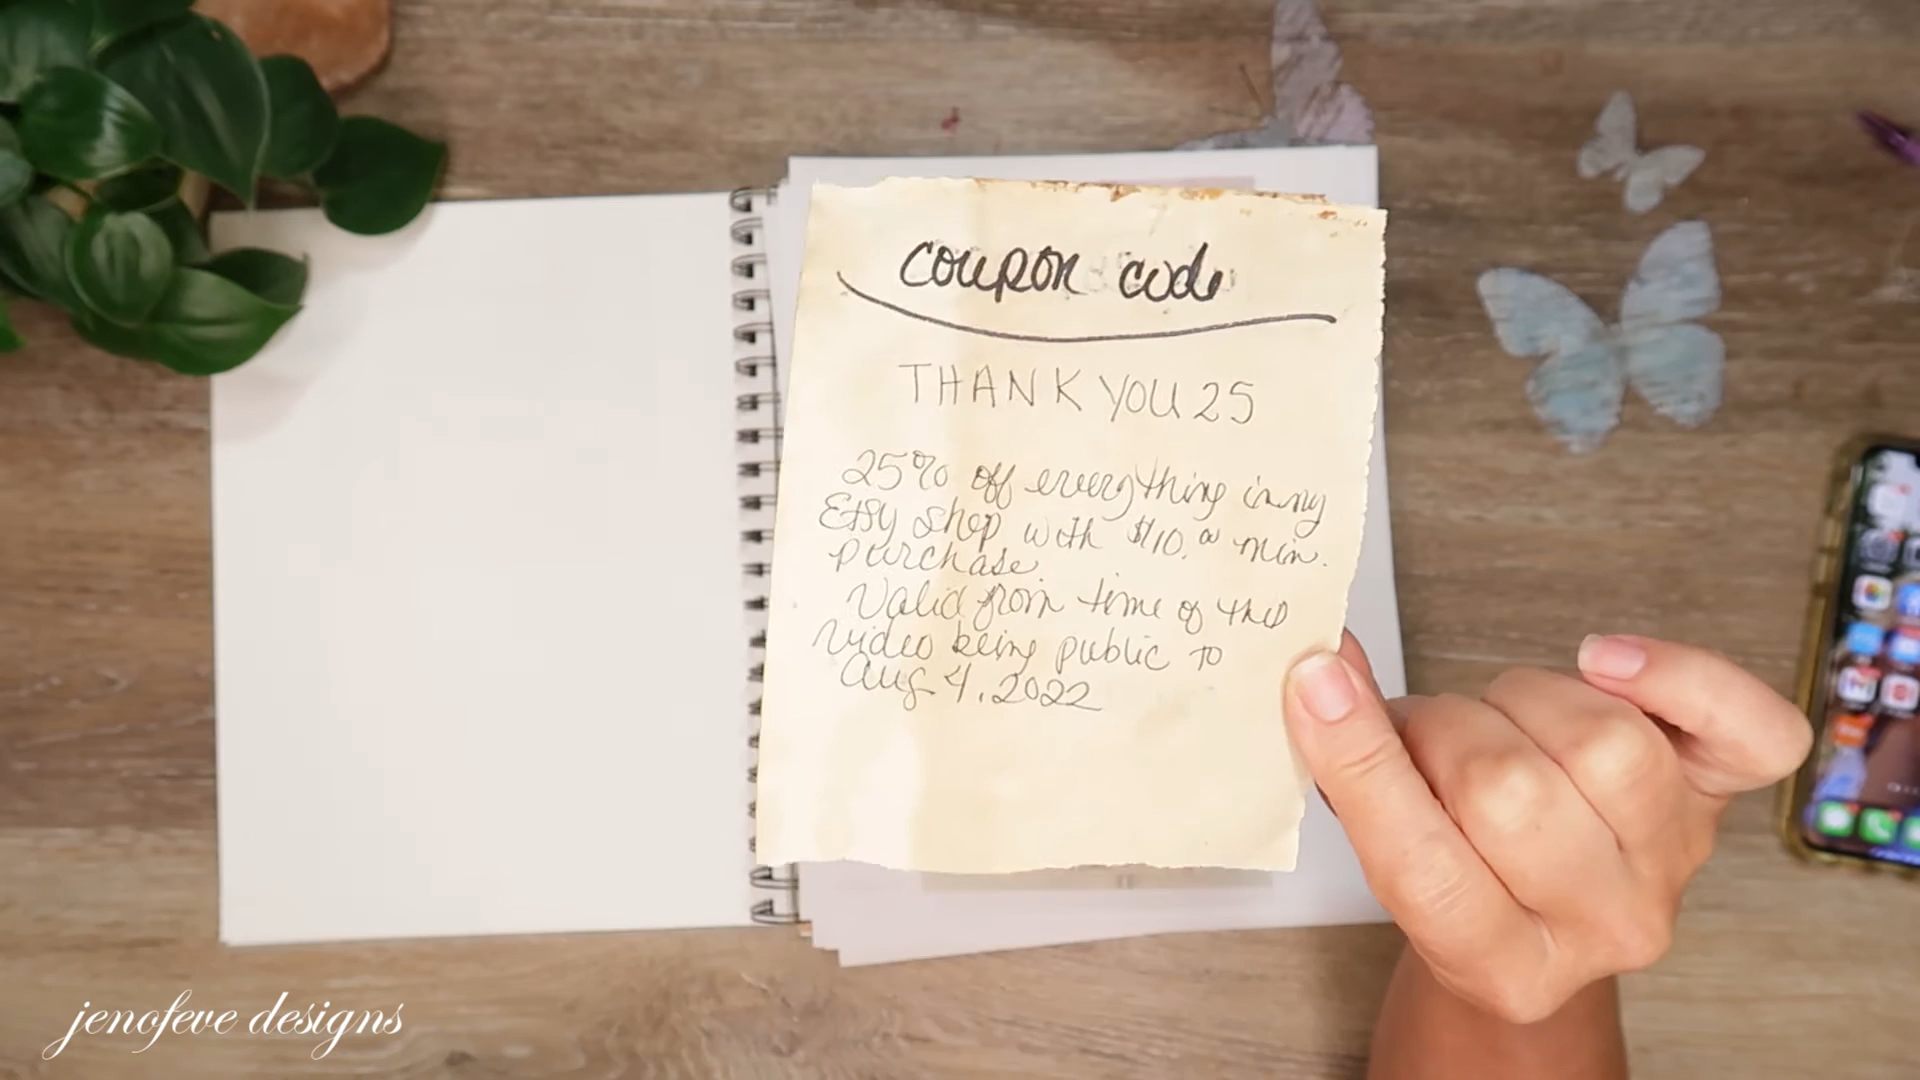 coupon code
THANK YOU 25
25% off everything in my
Etsy shop with $10.00 min.
purchase
Valid from time of this
video being public to
Aug 4, 2022
jenofeve designs